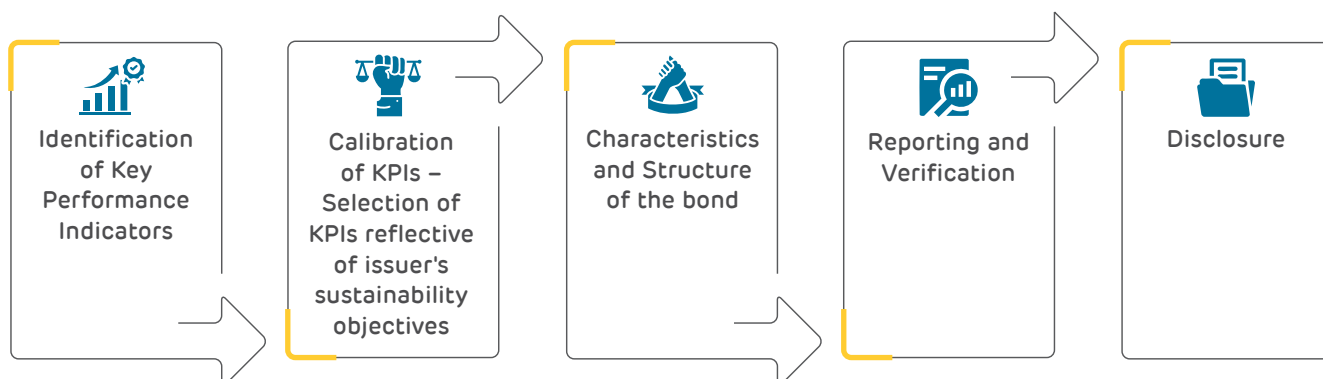 Identification
of Key
Performance
Indicators
Calibration
of KPIs –
Selection of
KPIs reflective
of issuer's
sustainability
objectives
Characteristics
and Structure
of the bond
Reporting and
Verification
Disclosure